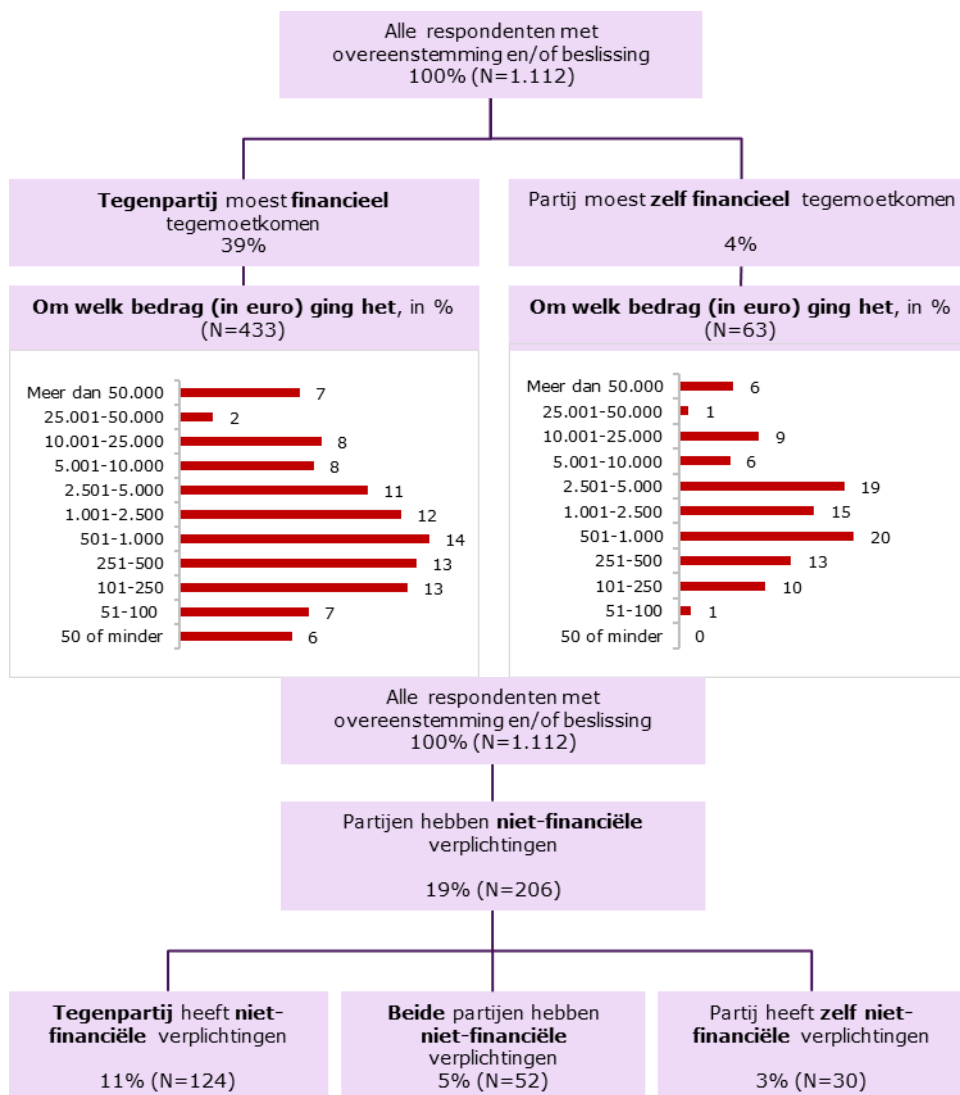 Alle respondenten met
overeenstemming en/of beslissing
100% (N=1.112)
Tegenpartij moest financieel
tegemoetkomen
39%
Partij moest zelf financieel tegemoetkomen
4%
Om welk bedrag (in euro) ging het, in %
(N=433)
Meer dan 50.000 7
25.001-50.000 2
10.001-25.000 8
5.001-10.000 8
2.501-5.000 11
1.001-2.500 12
501-1.000 14
251-500 13
101-250 13
51-100 7
50 of minder 6
Om welk bedrag (in euro) ging het, in %
(N=63)
Meer dan 50.000 6
25.001-50.000 1
10.001-25.000 9
5.001-10.000 6
2.501-5.000 19
1.001-2.500 15
501-1.000 20
251-500 13
101-250 10
51-100 1
50 of minder 0
Alle respondenten met
overeenstemming en/of beslissing
100% (N=1.112)
Partijen hebben niet-financiële
verplichtingen
19% (N=206)
Tegenpartij heeft niet-
financiële verplichtingen
11% (N=124)
Beide partijen hebben
niet-financiële
verplichtingen
5% (N=52)
Partij heeft zelf niet-
financiële verplichtingen
3% (N=30)